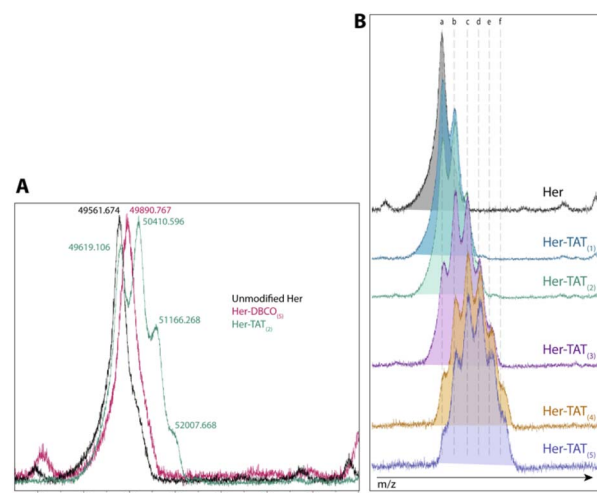 A
49561.674
49890.767
50410.596
49619.106
51166.268
52007.668
Unmodified Her
Her-DBCO(5)
Her-TAT(2)
B
a b c d e f
Her
Her-TAT(1)
Her-TAT(2)
Her-TAT(3)
Her-TAT(4)
Her-TAT(5)
m/z